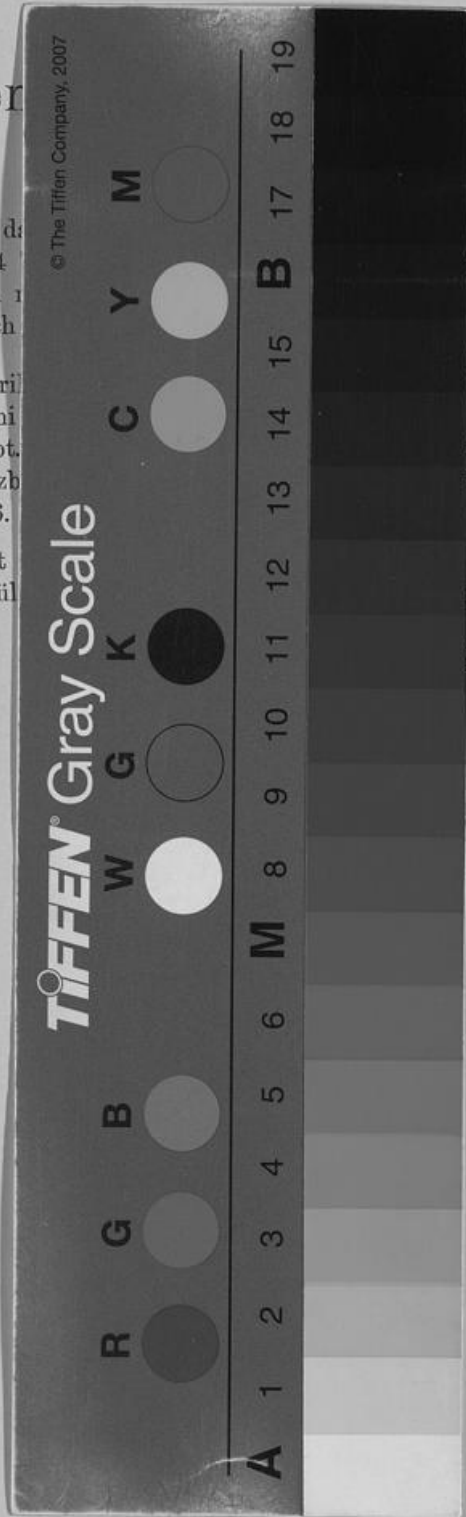 © The Tiffen Company, 2007
TIFFEN® Gray Scale
R G B W G K C Y M
A 1 2 3 4 5 6 M 8 9 10 11 12 13 14 15 B 17 18 19